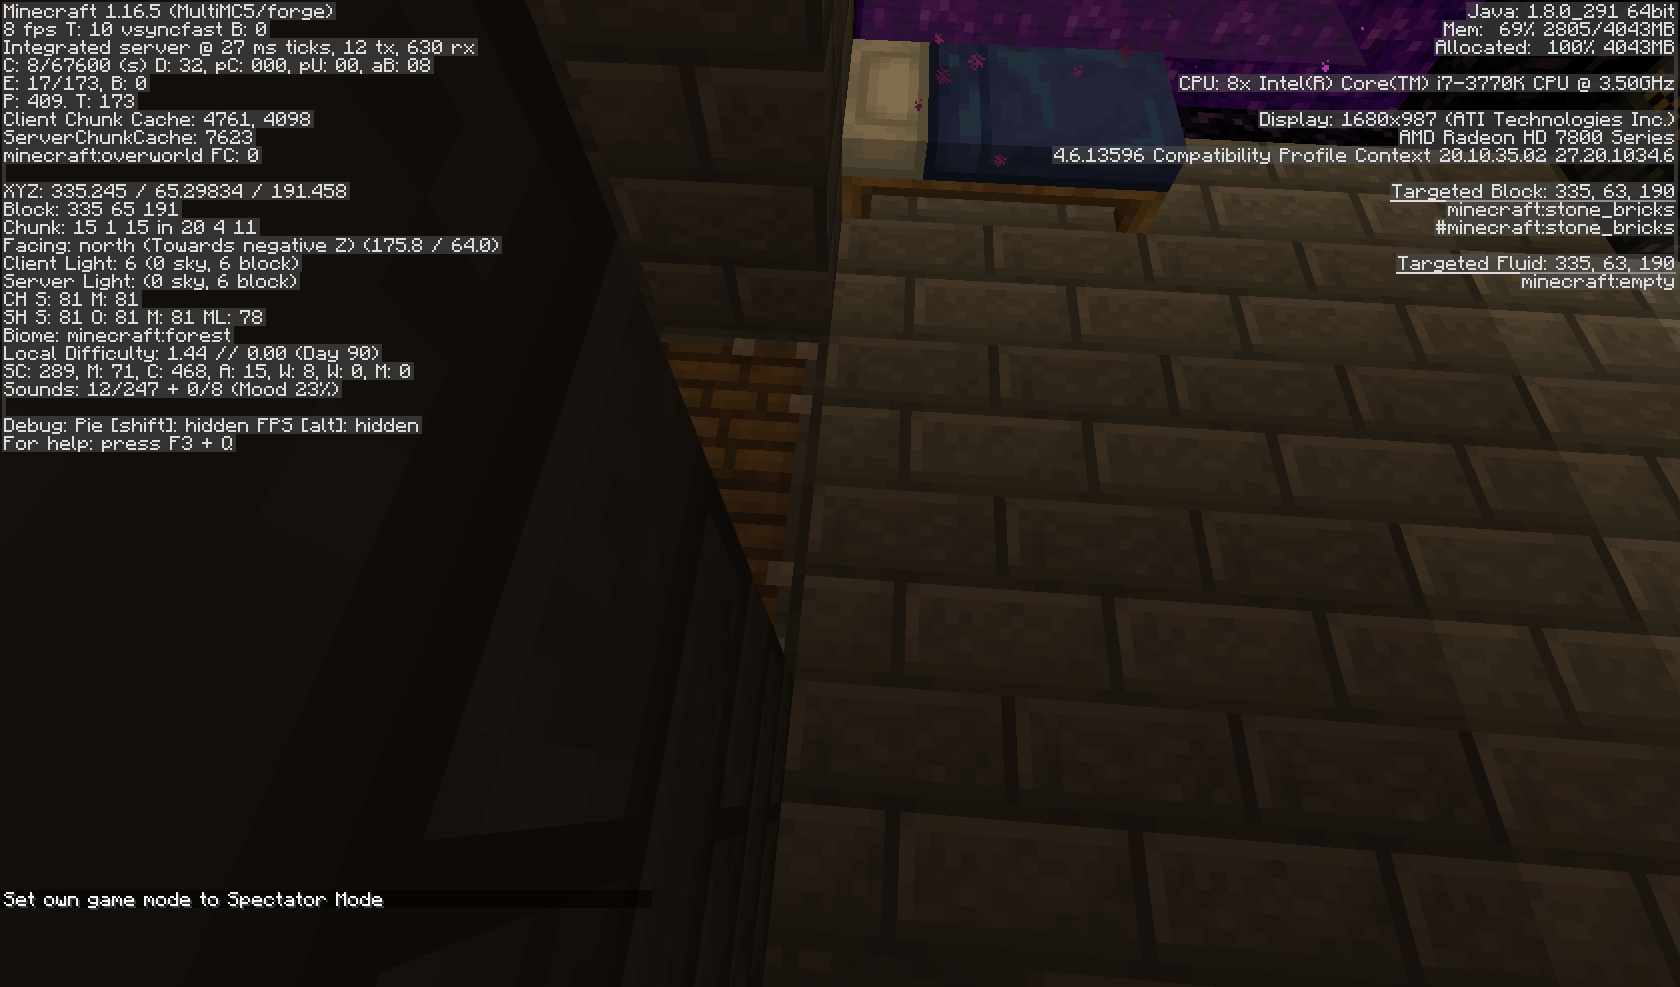 Minecraft 1.16.5 (MultiMC5/forge)
8 fps T: 10 vsyncfast B: 0
Integrated server @ 27 ms ticks, 12 tx, 630 rx
C: 8/67600 (s) D: 32, pC: 000, pU: 00, aB: 08
E: 17/173, B: 0
P: 409. T: 173
Client Chunk Cache: 4761, 4098
ServerChunkCache: 7623
minecraft:overworld FC: 0
XYZ: 335.245 / 65.29834 / 191.458
Block: 335 65 191
Chunk: 15 1 15 in 20 4 11
Facing: north (Towards negative Z) (175.8 / 64.0)
Client Light: 6 (0 sky, 6 block)
Server Light: (0 sky, 6 block)
CH S: 81 M: 81
SH S: 81 O: 81 M: 81 ML: 78
Biome: minecraft:forest
Local Difficulty: 1.44 // 0.00 (Day 90)
SC: 289, M: 71, C: 468, A: 15, W: 8, W: 0, M: 0
Sounds: 12/247 + 0/8 (Mood 23%)
Debug: Pie [shift]: hidden FPS [alt]: hidden
For help: press F3 + Q
Java: 1.8.0_291 64bit
Mem: 69% 2805/4043MB
Allocated: 100% 4043MB
CPU: 8x Intel(R) Core(TM) i7-3770K CPU @ 3.50GHz
Display: 1680x987 (ATI Technologies Inc.)
AMD Radeon HD 7800 Series
4.6.13596 Compatibility Profile Context 20.10.35.02 27.20.1034.6
Targeted Block: 335, 63, 190
minecraft:stone_bricks
#minecraft:stone_bricks
Targeted Fluid: 335, 63, 190
minecraft:empty
Set own game mode to Spectator Mode